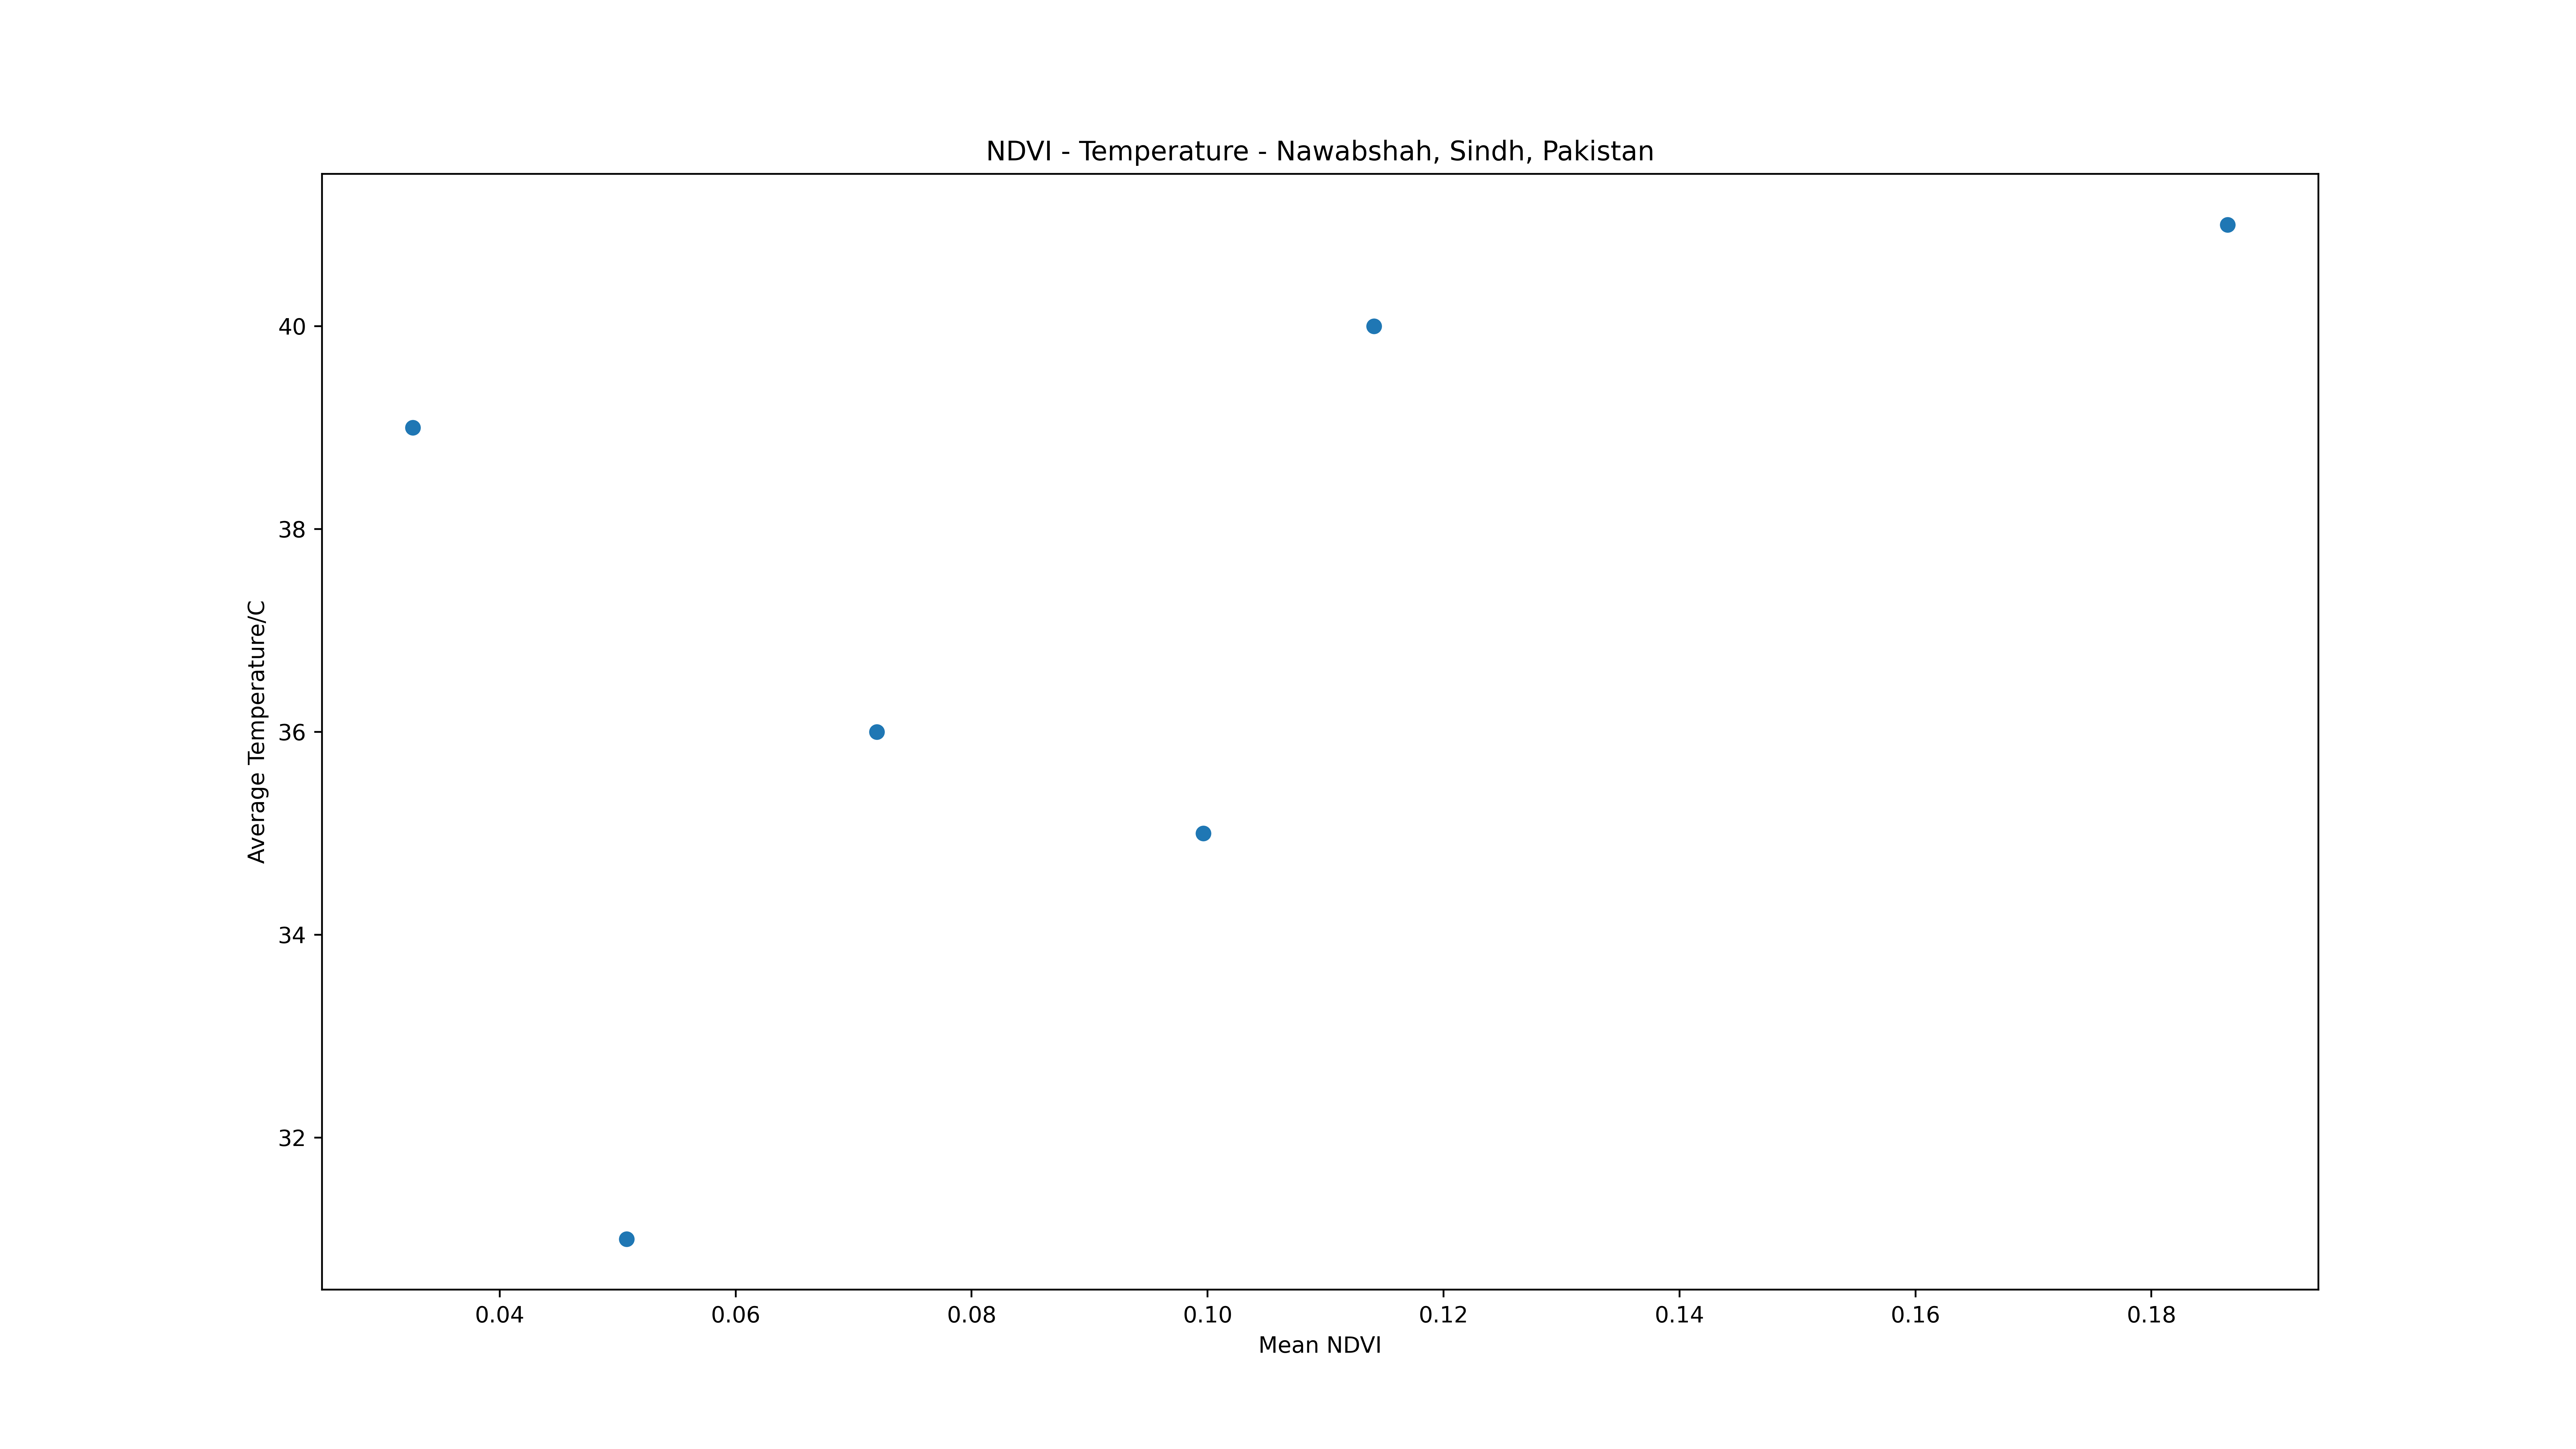 NDVI - Temperature - Nawabshah, Sindh, Pakistan
40
38
36
34
32
Average Temperature/C
0.04 0.06 0.08 0.10 0.12 0.14 0.16 0.18
Mean NDVI